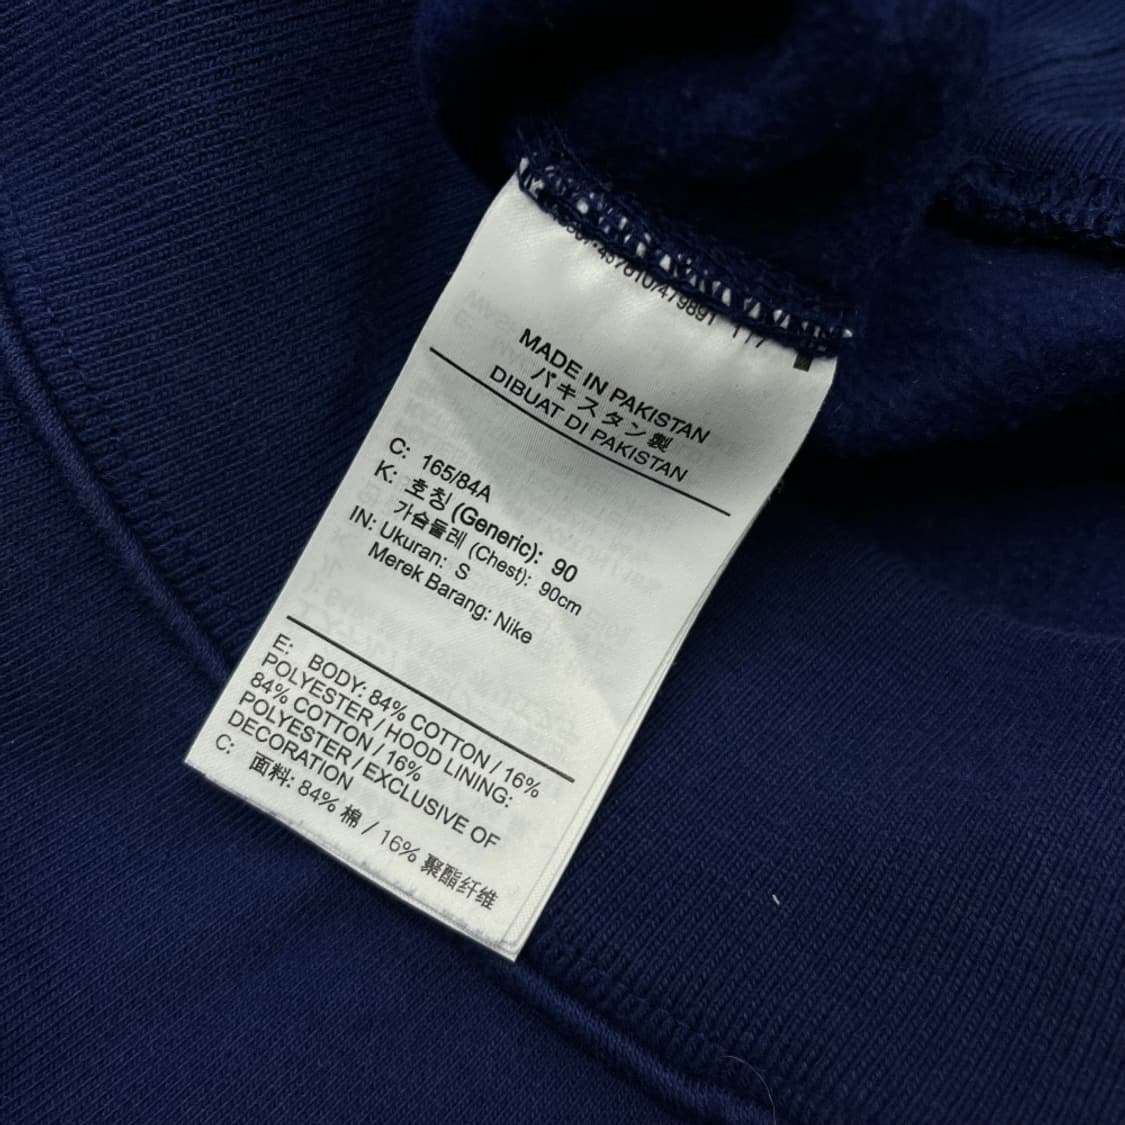 MADE IN PAKISTAN
パキスタン製
DIBUAT DI PAKISTAN
C: 165/84A
K: 호칭 (Generic): 90
가슴둘레 (Chest): 90cm
IN: Ukuran: S
Merek Barang: Nike
E: BODY: 84% COTTON / 16%
POLYESTER / HOOD LINING:
84% COTTON / 16%
POLYESTER / EXCLUSIVE OF
DECORATION
C: 面料: 84% 棉 / 16% 聚酯纤维